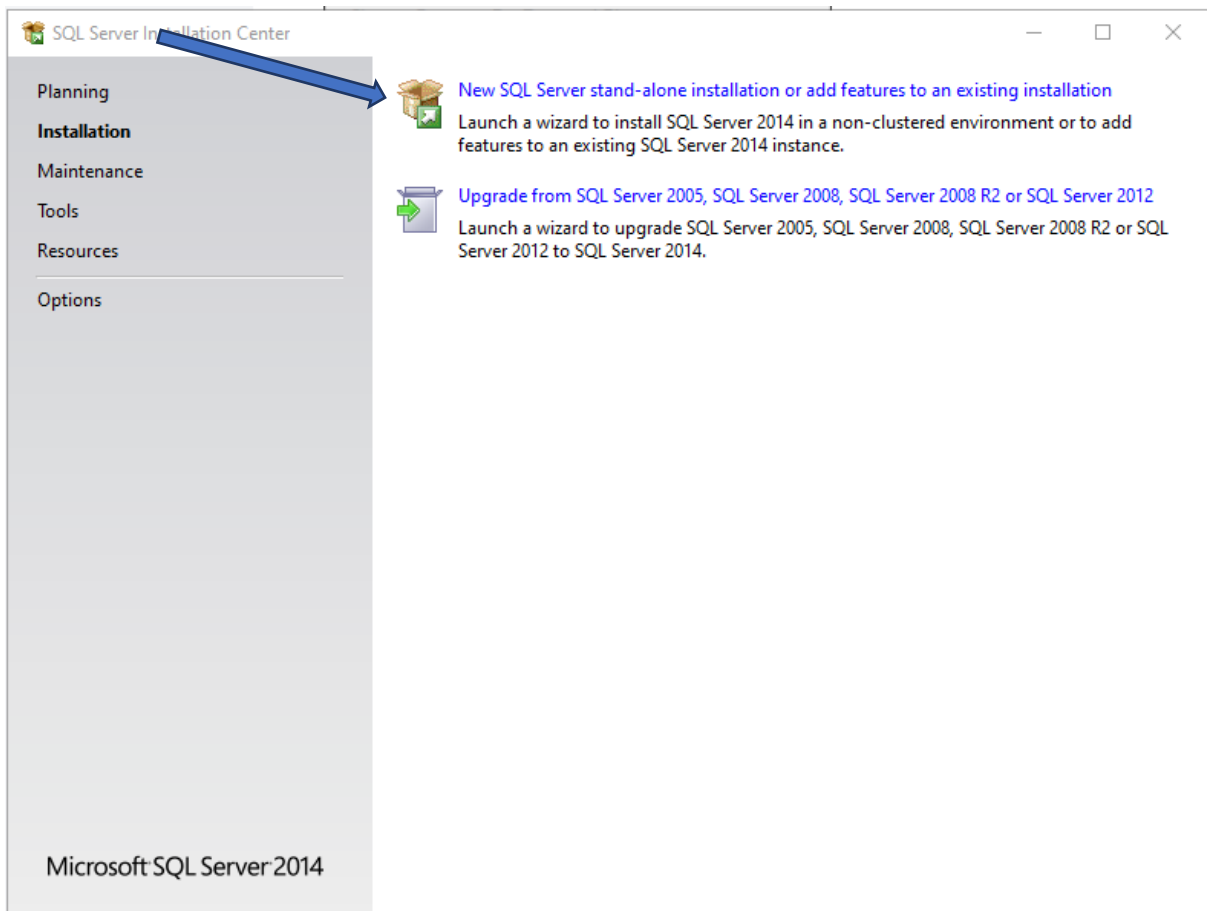 SQL Server Installation Center
Planning
Installation
Maintenance
Tools
Resources
Options
New SQL Server stand-alone installation or add features to an existing installation
Launch a wizard to install SQL Server 2014 in a non-clustered environment or to add
features to an existing SQL Server 2014 instance.
Upgrade from SQL Server 2005, SQL Server 2008, SQL Server 2008 R2 or SQL Server 2012
Launch a wizard to upgrade SQL Server 2005, SQL Server 2008, SQL Server 2008 R2 or SQL
Server 2012 to SQL Server 2014.
Microsoft SQL Server 2014